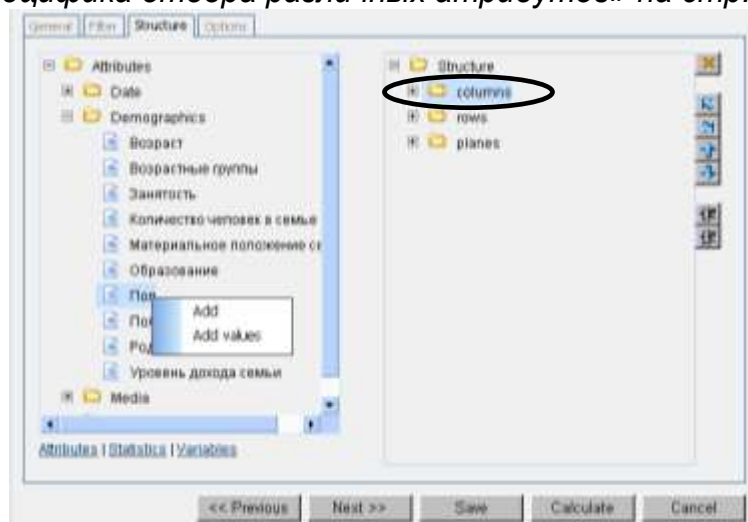 отбора различных атрибутов» на
General Filter Structure Options
Attributes
Date
Demographics
Возраст
Возрастные группы
Занятость
Количество человек в семье
Материальное положение се
Образование
Пол
Add
Add values
Уровень дохода семьи
Media
Attributes | Statistics | Variables
Structure
columns
rows
planes
<< Previous Next >> Save Calculate Cancel